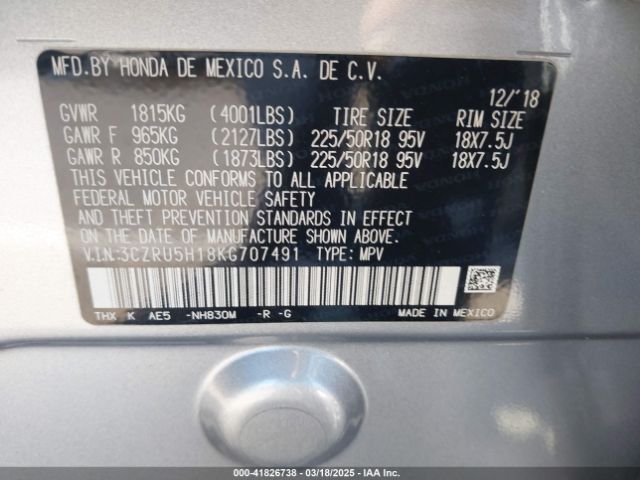 MFD.BY HONDA DE MEXICO S.A. DE C.V.
12/'18
GVWR 1815KG (4001LBS) TIRE SIZE RIM SIZE
GAWR F 965KG (2127LBS) 225/50R18 95V 18X7.5J
GAWR R 850KG (1873LBS) 225/50R18 95V 18X7.5J
THIS VEHICLE CONFORMS TO ALL APPLICABLE
FEDERAL MOTOR VEHICLE SAFETY
AND THEFT PREVENTION STANDARDS IN EFFECT
ON THE DATE OF MANUFACTURE SHOWN ABOVE.
V.I.N:3CZRU5H18KG707491 TYPE: MPV
THX K AE5 -NH830M -R -G MADE IN MEXICO
000-41826738 — 03/18/2025 — IAA Inc.